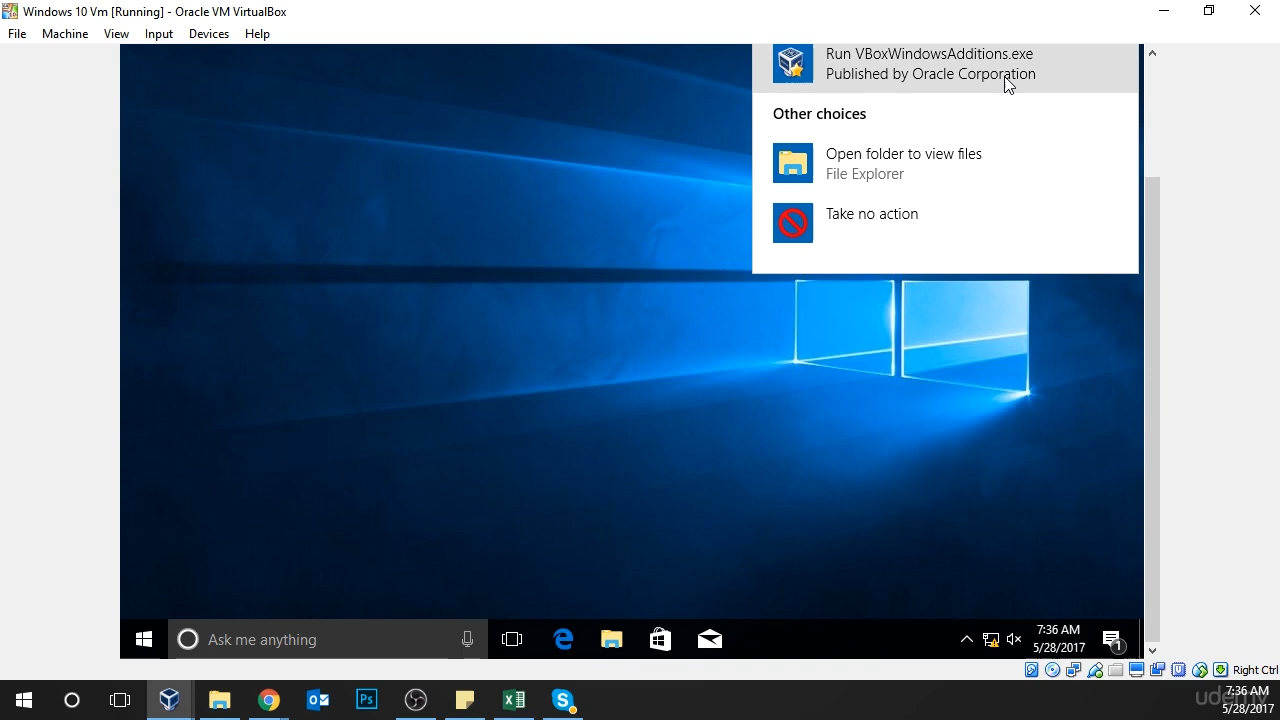 Windows 10 Vm [Running] - Oracle VM VirtualBox
File Machine View Input Devices Help
Run VBoxWindowsAdditions.exe
Published by Oracle Corporation
Other choices
Open folder to view files
File Explorer
Take no action
Ask me anything
7:36 AM
5/28/2017
1
Right Ctrl
udemy
7:36 AM
5/28/2017